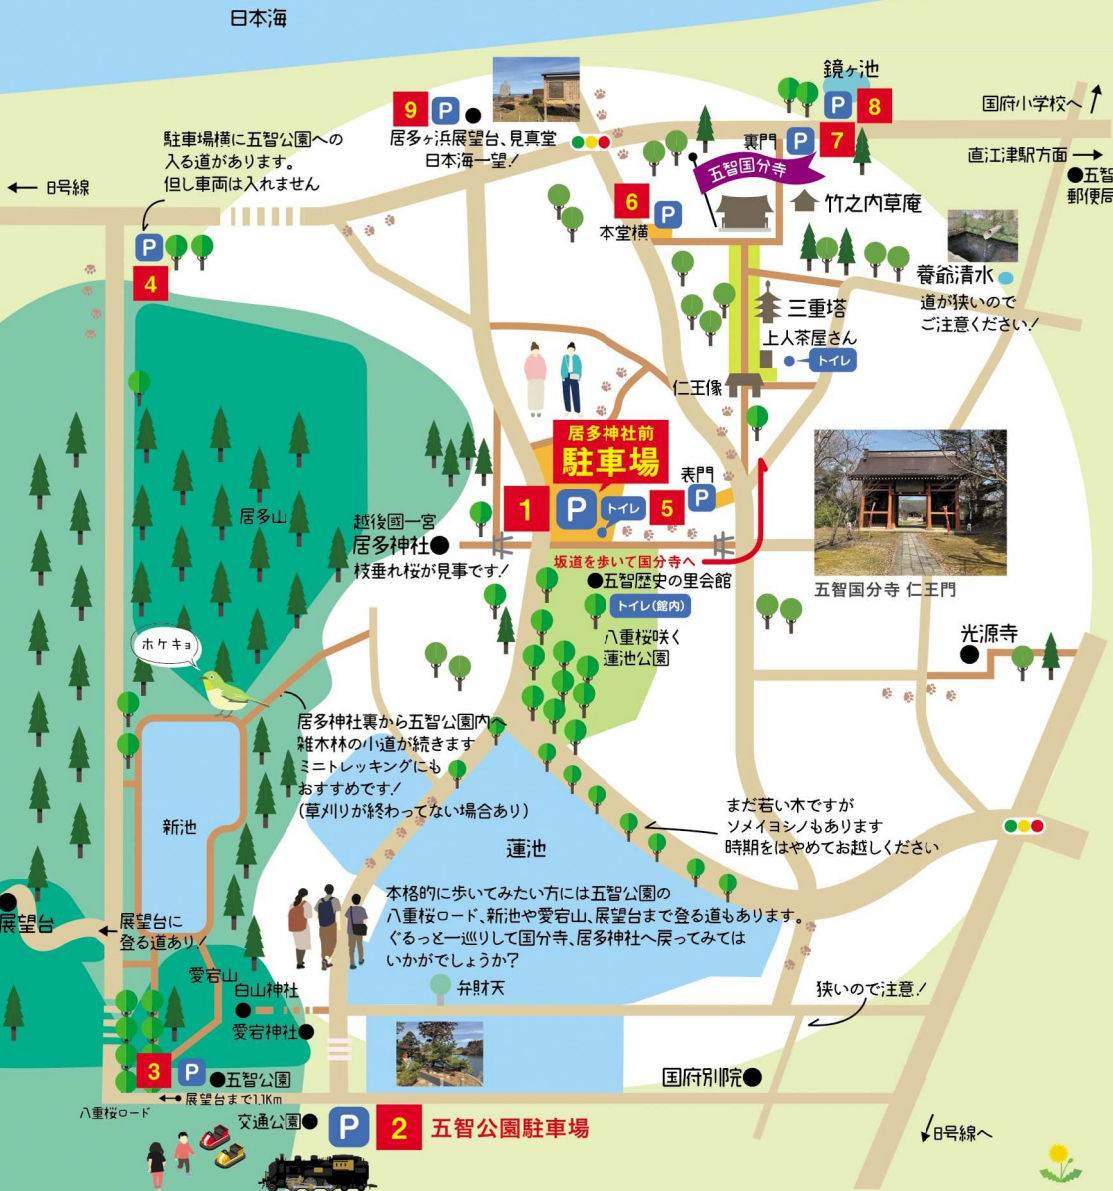 日本海
鏡ヶ池
国府小学校へ
8
9
P
P
居多ヶ浜展望台、見真堂
日本海一望!
7
P
裏門
直江津駅方面
五智
郵便局
駐車場横に五智公園への
入る道があります。
但し車両は入れません
8号線
五智国分寺
6
P
本堂横
竹之内草庵
P
4
養爺清水
道が狭いので
ご注意ください!
三重塔
上人茶屋さん
トイレ
仁王像
居多神社前
駐車場
1
P
トイレ
5
表門
P
居多山
越後國一宮
居多神社
枝垂れ桜が見事です!
坂道を歩いて国分寺へ
五智歴史の里会館
トイレ(館内)
八重桜咲く
蓮池公園
五智国分寺 仁王門
光源寺
ホケキョ
居多神社裏から五智公園内へ
雑木林の小道が続きます
ミニトレッキングにも
おすすめです!
(草刈りが終わってない場合あり)
新池
まだ若い木ですが
ソメイヨシノもあります
時期をはやめてお越しください
蓮池
本格的に歩いてみたい方には五智公園の
八重桜ロード、新池や愛宕山、展望台まで登る道もあります。
ぐるっと一巡りして国分寺、居多神社へ戻ってみては
いかがでしょうか?
展望台
展望台に
登る道あり!
愛宕山
白山神社
愛宕神社
弁財天
狭いので注意!
3
P
五智公園
展望台まで1.1Km
八重桜ロード
国府別院
交通公園
P
2
五智公園駐車場
8号線へ